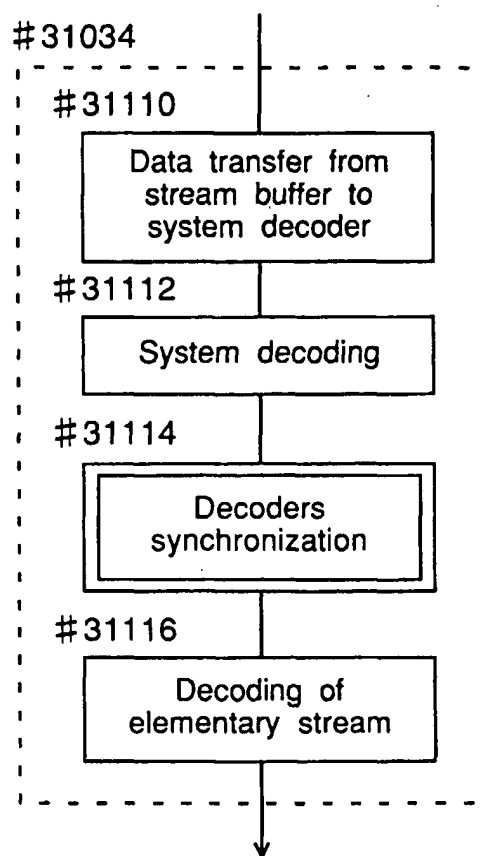 #31034
#31110
Data transfer from
stream buffer to
system decoder
#31112
System decoding
#31114
Decoders
synchronization
#31116
Decoding of
elementary stream